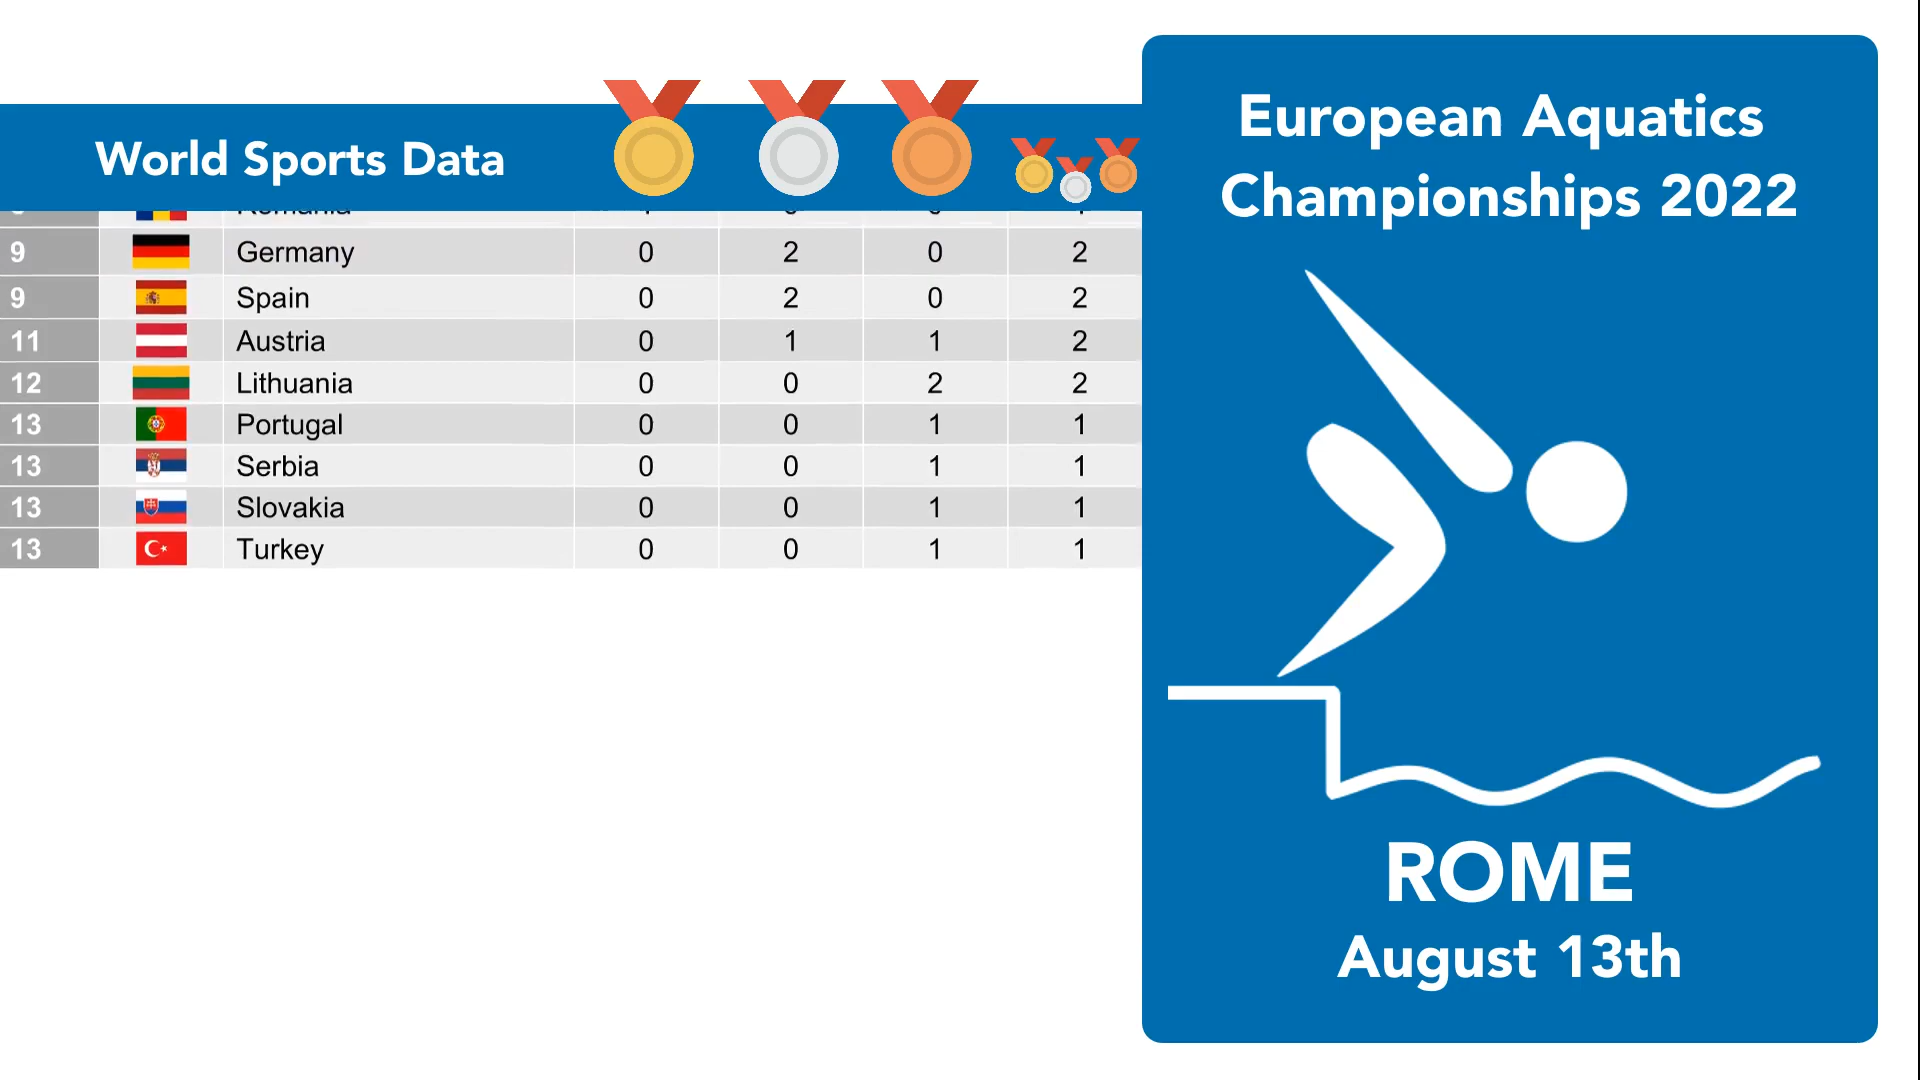 World Sports Data
Romania
9 Germany 0 2 0 2
9 Spain 0 2 0 2
11 Austria 0 1 1 2
12 Lithuania 0 0 2 2
13 Portugal 0 0 1 1
13 Serbia 0 0 1 1
13 Slovakia 0 0 1 1
13 Turkey 0 0 1 1
European Aquatics
Championships 2022
ROME
August 13th